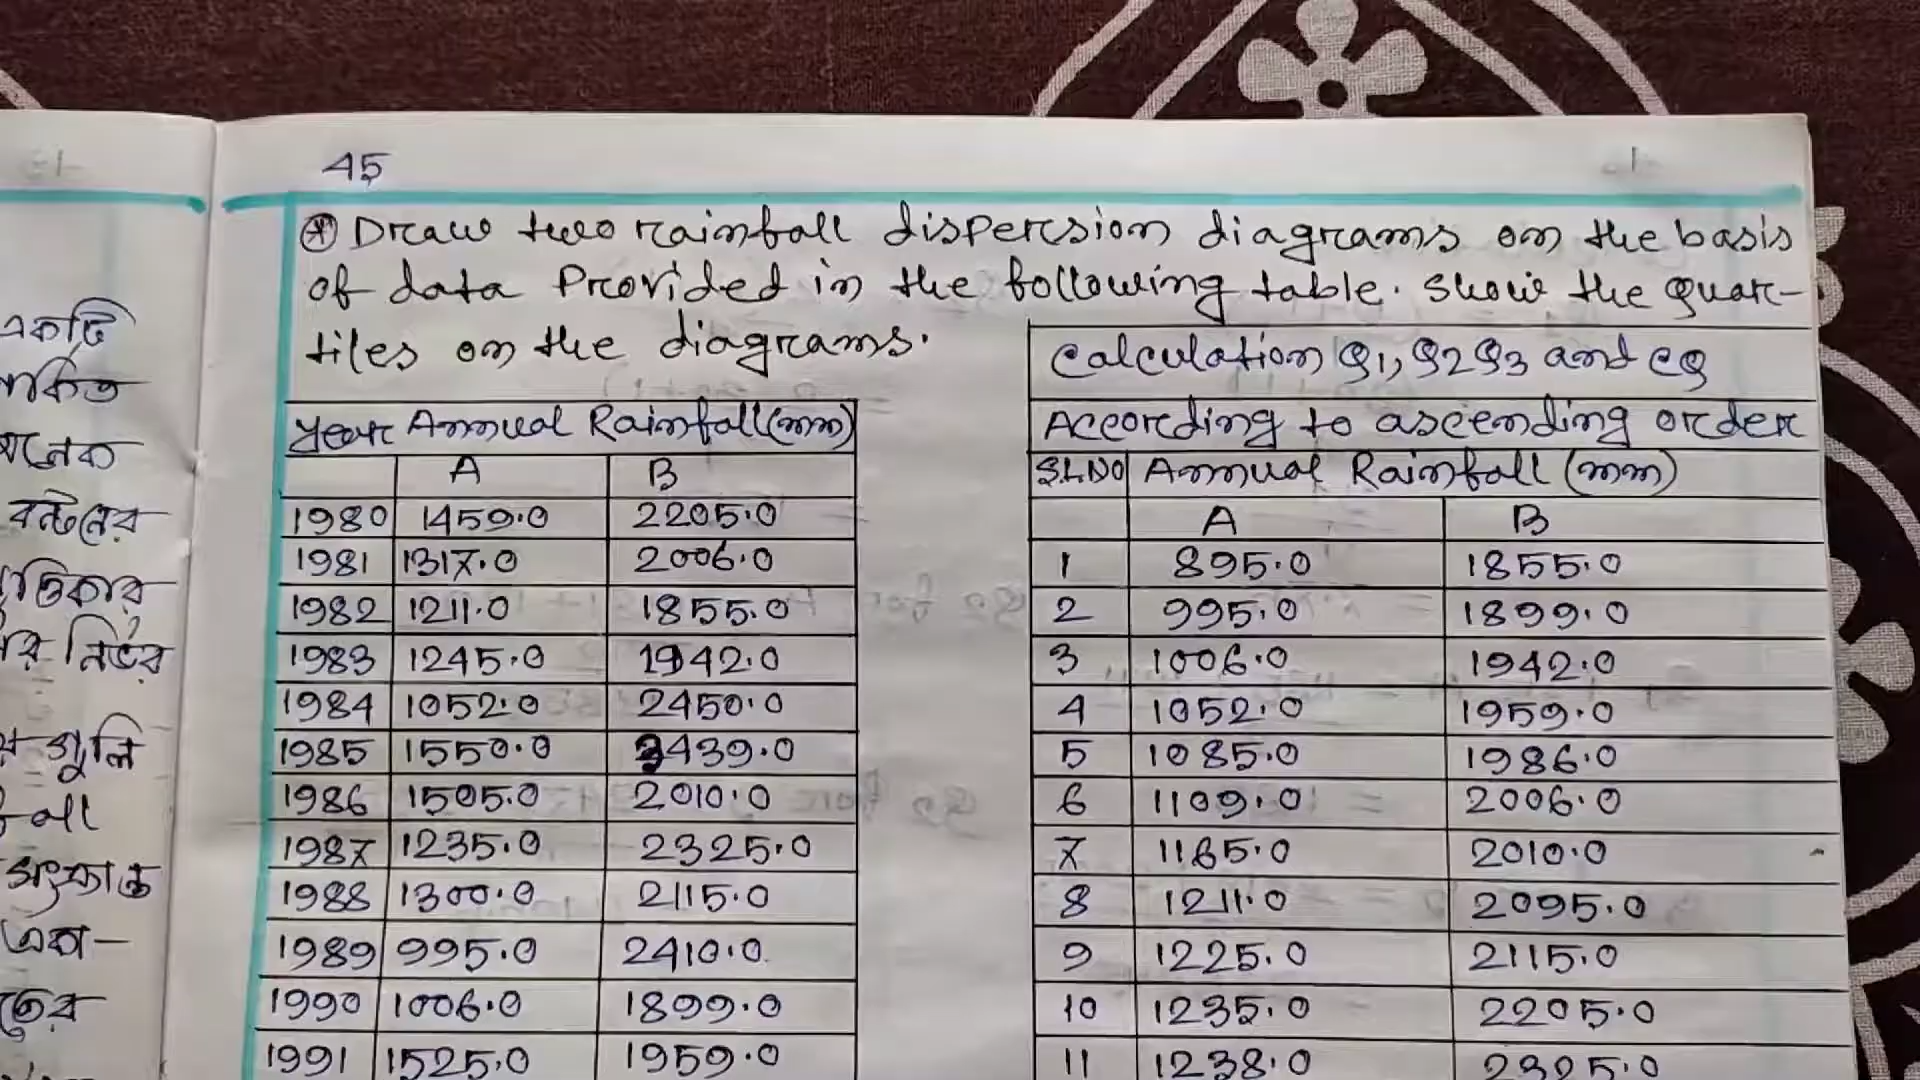 45
* Draw two rainfall dispersion diagrams on the basis
of data Provided in the following table. Show the quar-
tiles on the diagrams.
Year Annual Rainfall (mm)
A B
1980 1459.0 2205.0
1981 1317.0 2006.0
1982 1211.0 1855.0
1983 1245.0 1942.0
1984 1052.0 2450.0
1985 1550.0 2439.0
1986 1505.0 2010.0
1987 1235.0 2325.0
1988 1300.0 2115.0
1989 995.0 2410.0
1990 1006.0 1899.0
1991 1525.0 1959.0
Calculation Q1, Q2 Q3 and CQ
According to ascending order
S.L.NO Annual Rainfall (mm)
A B
1 895.0 1855.0
2 995.0 1899.0
3 1006.0 1942.0
4 1052.0 1959.0
5 1085.0 1986.0
6 1109.0 2006.0
7 1165.0 2010.0
8 1211.0 2095.0
9 1225.0 2115.0
10 1235.0 2205.0
11 1238.0 2325.0
একটি
বন্টনের
নির্ভর
গুলি